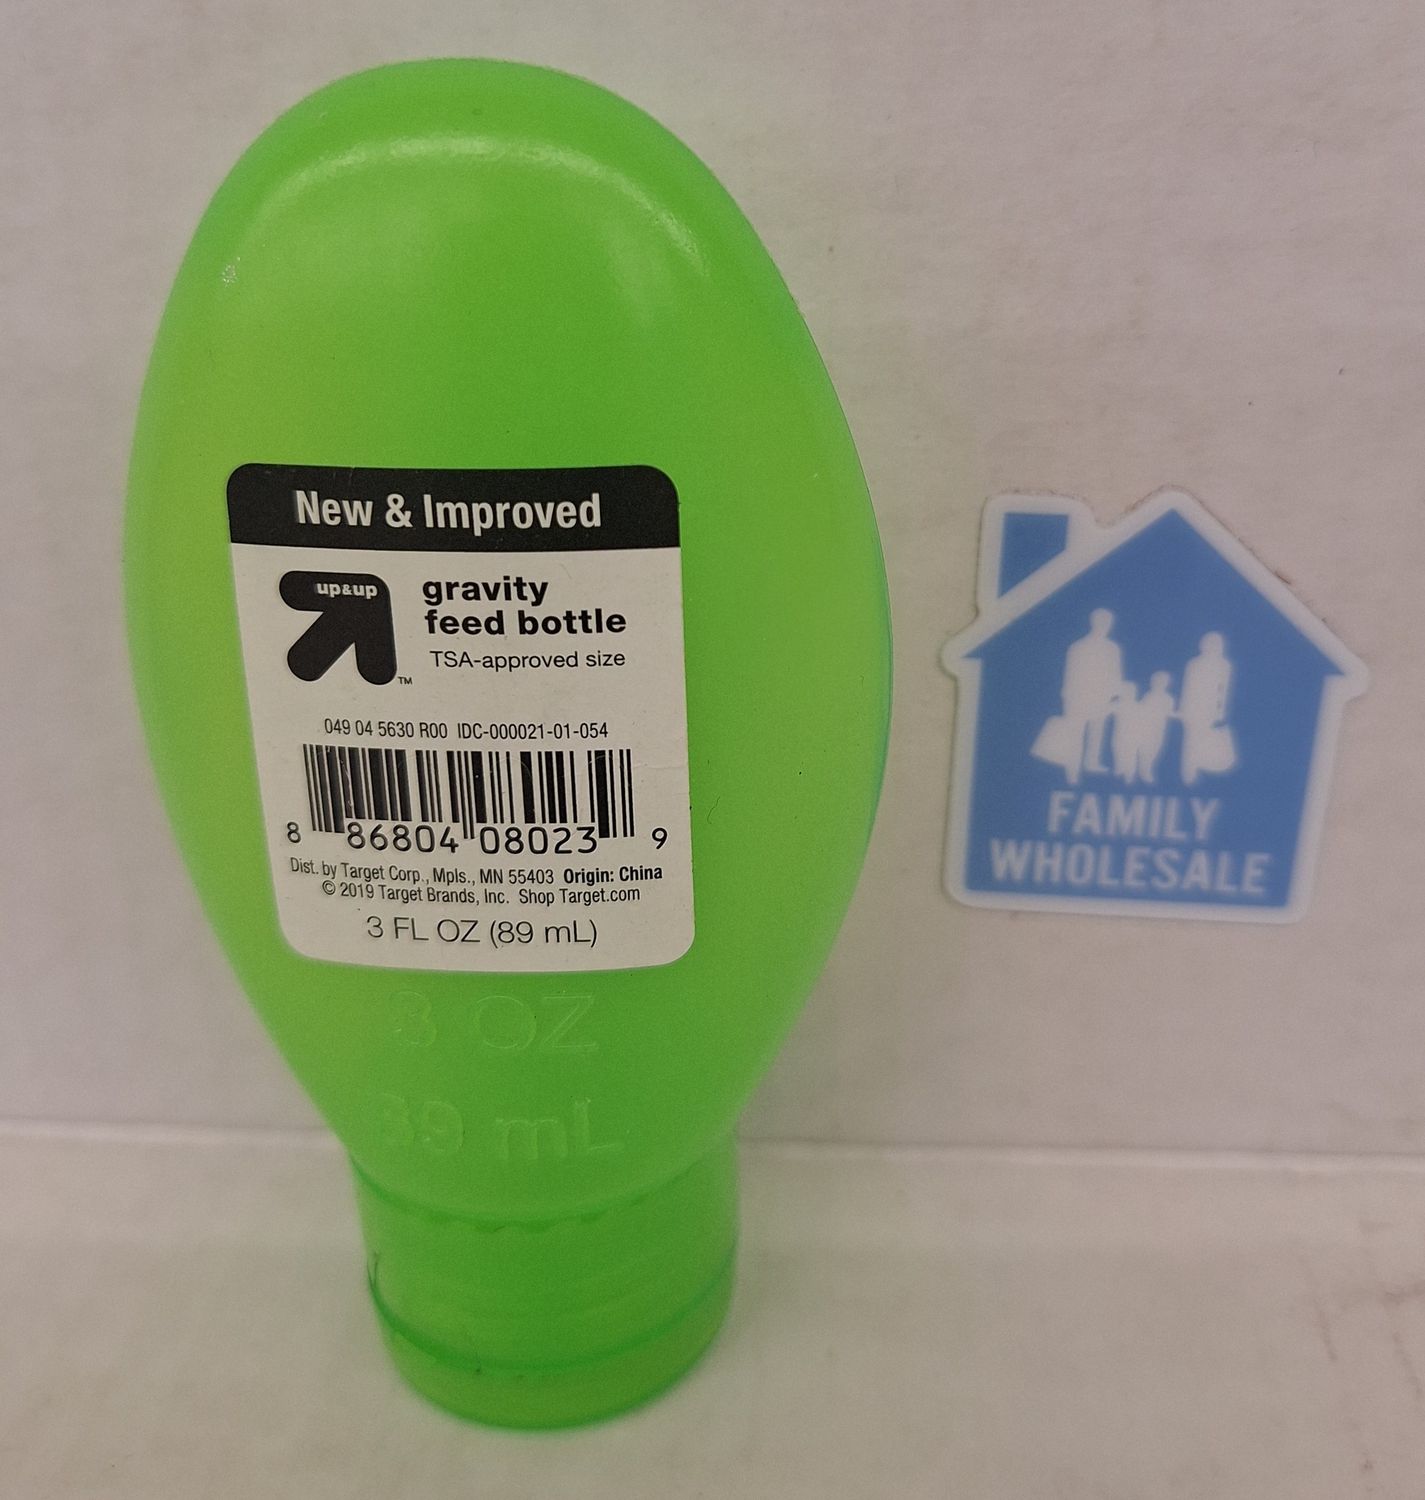 New & Improved
up&up
gravity
feed bottle
TSA-approved size
TM
049 04 5630 R00 IDC-000021-01-054
8 86804 08023 9
Dist. by Target Corp., Mpls., MN 55403 Origin: China
© 2019 Target Brands, Inc. Shop Target.com
3 FL OZ (89 mL)
3 OZ
89 mL
FAMILY
WHOLESALE